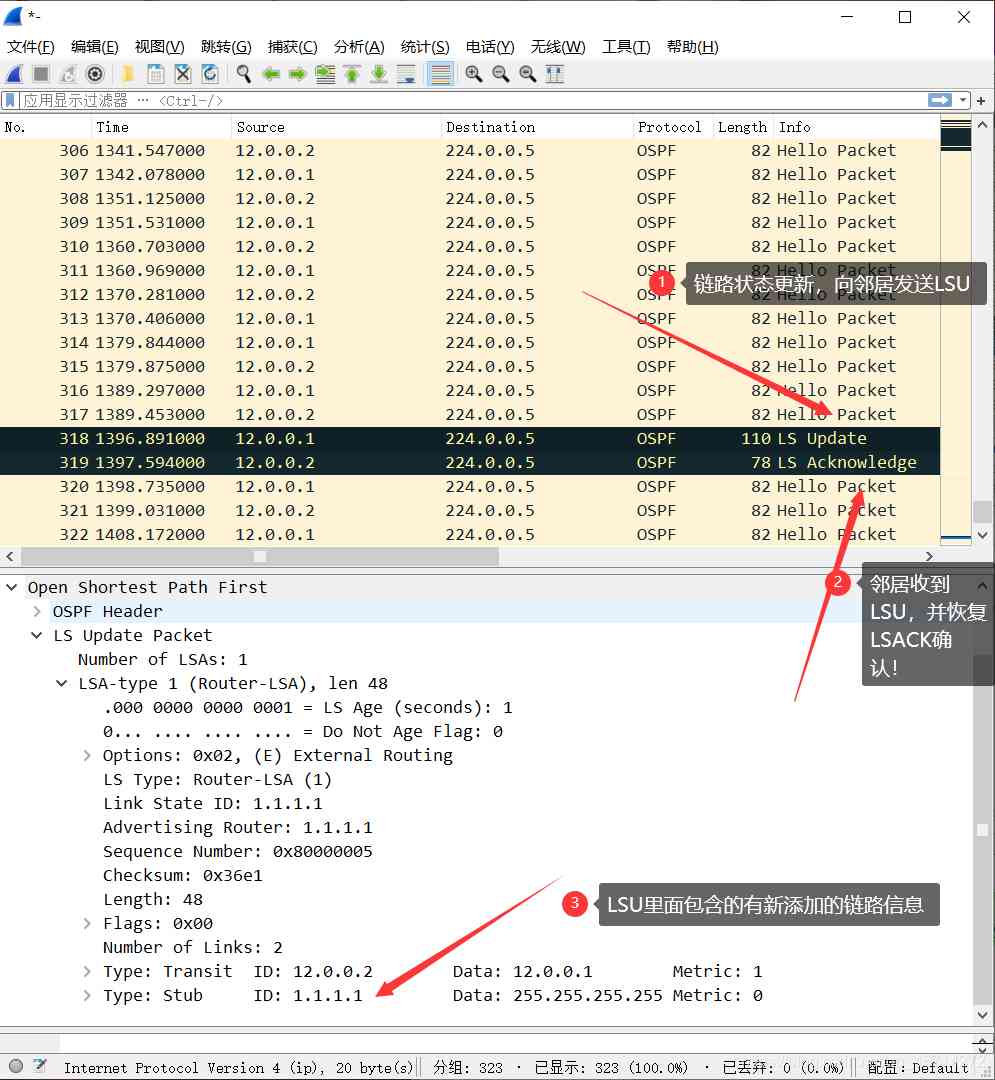 *-
文件(F) 编辑(E) 视图(V) 跳转(G) 捕获(C) 分析(A) 统计(S) 电话(Y) 无线(W) 工具(T) 帮助(H)
应用显示过滤器 … <Ctrl-/>
No. Time Source Destination Protocol Length Info
306 1341.547000 12.0.0.2 224.0.0.5 OSPF 82 Hello Packet
307 1342.078000 12.0.0.1 224.0.0.5 OSPF 82 Hello Packet
308 1351.125000 12.0.0.2 224.0.0.5 OSPF 82 Hello Packet
309 1351.531000 12.0.0.1 224.0.0.5 OSPF 82 Hello Packet
310 1360.703000 12.0.0.2 224.0.0.5 OSPF 82 Hello Packet
311 1360.969000 12.0.0.1 224.0.0.5 OSPF 82 Hello Packet
1 链路状态更新，向邻居发送LSU
312 1370.281000 12.0.0.2 224.0.0.5 OSPF 82 Hello Packet
313 1370.406000 12.0.0.1 224.0.0.5 OSPF 82 Hello Packet
314 1379.844000 12.0.0.1 224.0.0.5 OSPF 82 Hello Packet
315 1379.875000 12.0.0.2 224.0.0.5 OSPF 82 Hello Packet
316 1389.297000 12.0.0.1 224.0.0.5 OSPF 82 Hello Packet
317 1389.453000 12.0.0.2 224.0.0.5 OSPF 82 Hello Packet
318 1396.891000 12.0.0.1 224.0.0.5 OSPF 110 LS Update
319 1397.594000 12.0.0.2 224.0.0.5 OSPF 78 LS Acknowledge
320 1398.735000 12.0.0.1 224.0.0.5 OSPF 82 Hello Packet
321 1399.031000 12.0.0.2 224.0.0.5 OSPF 82 Hello Packet
322 1408.172000 12.0.0.1 224.0.0.5 OSPF 82 Hello Packet
2 邻居收到
LSU，并恢复
LSACK确
认！
Open Shortest Path First
OSPF Header
LS Update Packet
Number of LSAs: 1
LSA-type 1 (Router-LSA), len 48
.000 0000 0000 0001 = LS Age (seconds): 1
0... .... .... .... = Do Not Age Flag: 0
Options: 0x02, (E) External Routing
LS Type: Router-LSA (1)
Link State ID: 1.1.1.1
Advertising Router: 1.1.1.1
Sequence Number: 0x80000005
Checksum: 0x36e1
Length: 48
3 LSU里面包含的有新添加的链路信息
Flags: 0x00
Number of Links: 2
Type: Transit ID: 12.0.0.2 Data: 12.0.0.1 Metric: 1
Type: Stub ID: 1.1.1.1 Data: 255.255.255.255 Metric: 0
Internet Protocol Version 4 (ip), 20 byte(s) 分组: 323 · 已显示: 323 (100.0%) · 已丢弃: 0 (0.0%) 配置: Default